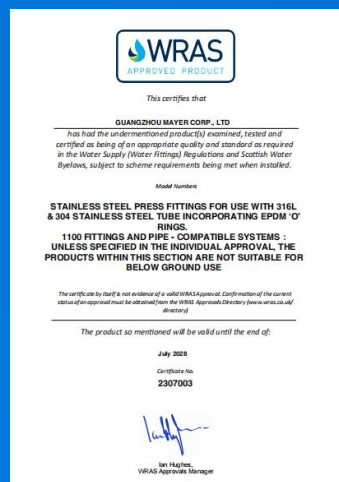 WRAS
APPROVED PRODUCT
This certifies that
GUANGZHOU MAYER CORP., LTD
has had the undermentioned product(s) examined, tested and
certified as being of an appropriate quality and standard as required
in the Water Supply (Water Fittings) Regulations and Scottish Water
Byelaws, subject to scheme requirements being met when installed.
Model Numbers
STAINLESS STEEL PRESS FITTINGS FOR USE WITH 316L
& 304 STAINLESS STEEL TUBE INCORPORATING EPDM 'O'
RINGS.
1100 FITTINGS AND PIPE - COMPATIBLE SYSTEMS :
UNLESS SPECIFIED IN THE INDIVIDUAL APPROVAL, THE
PRODUCTS WITHIN THIS SECTION ARE NOT SUITABLE FOR
BELOW GROUND USE
The certificate by itself is not evidence of a valid WRAS Approval. Confirmation of the current
status of an approval must be obtained from the WRAS Approvals Directory (www.wras.co.uk/
directory)
The product so mentioned will be valid until the end of:
July 2028
Certificate No.
2307003
Ian Hughes,
WRAS Approvals Manager